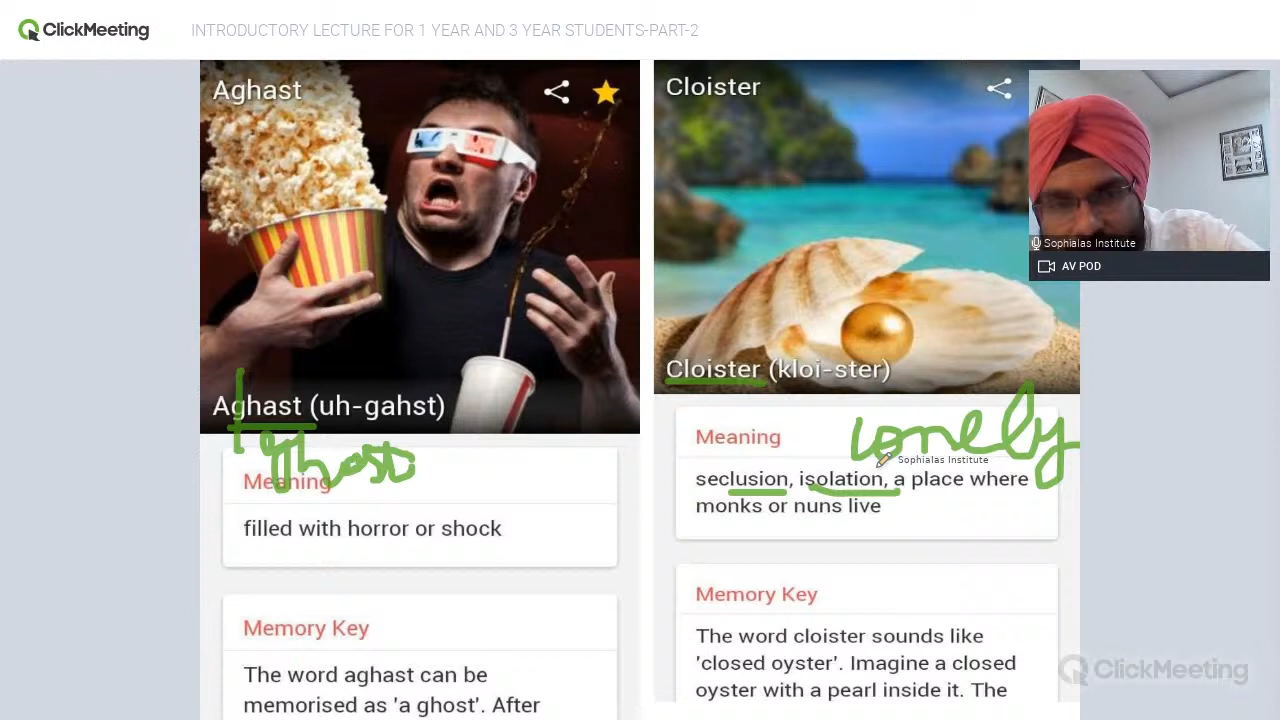 ClickMeeting
INTRODUCTORY LECTURE FOR 1 YEAR AND 3 YEAR STUDENTS-PART-2
Aghast
Aghast (uh-gahst)
ghost
Meaning
filled with horror or shock
Memory Key
The word aghast can be
memorised as 'a ghost'. After
Cloister
Cloister (kloi-ster)
lonely
Meaning
Sophialas Institute
seclusion, isolation, a place where
monks or nuns live
Memory Key
The word cloister sounds like
'closed oyster'. Imagine a closed
oyster with a pearl inside it. The
Sophialas Institute
AV POD
ClickMeeting